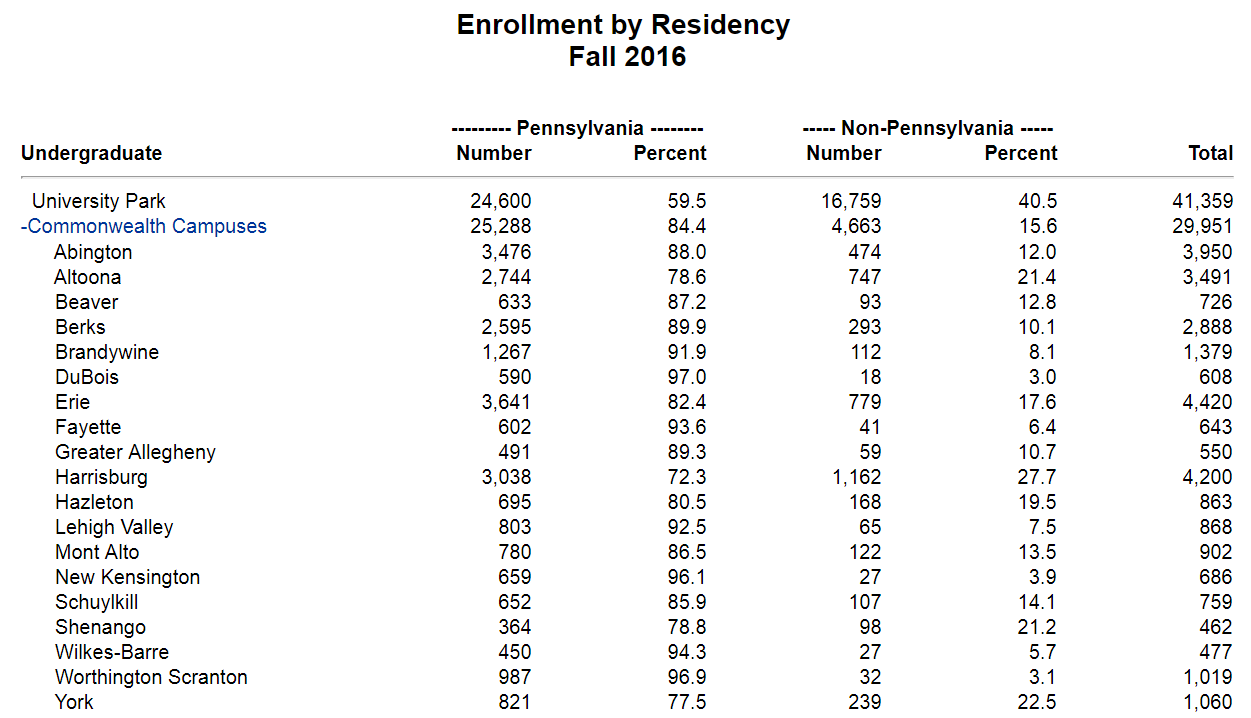 Enrollment by Residency
Fall 2016
--------- Pennsylvania -------- ----- Non-Pennsylvania -----
Undergraduate Number Percent Number Percent Total
University Park 24,600 59.5 16,759 40.5 41,359
-Commonwealth Campuses 25,288 84.4 4,663 15.6 29,951
Abington 3,476 88.0 474 12.0 3,950
Altoona 2,744 78.6 747 21.4 3,491
Beaver 633 87.2 93 12.8 726
Berks 2,595 89.9 293 10.1 2,888
Brandywine 1,267 91.9 112 8.1 1,379
DuBois 590 97.0 18 3.0 608
Erie 3,641 82.4 779 17.6 4,420
Fayette 602 93.6 41 6.4 643
Greater Allegheny 491 89.3 59 10.7 550
Harrisburg 3,038 72.3 1,162 27.7 4,200
Hazleton 695 80.5 168 19.5 863
Lehigh Valley 803 92.5 65 7.5 868
Mont Alto 780 86.5 122 13.5 902
New Kensington 659 96.1 27 3.9 686
Schuylkill 652 85.9 107 14.1 759
Shenango 364 78.8 98 21.2 462
Wilkes-Barre 450 94.3 27 5.7 477
Worthington Scranton 987 96.9 32 3.1 1,019
York 821 77.5 239 22.5 1,060